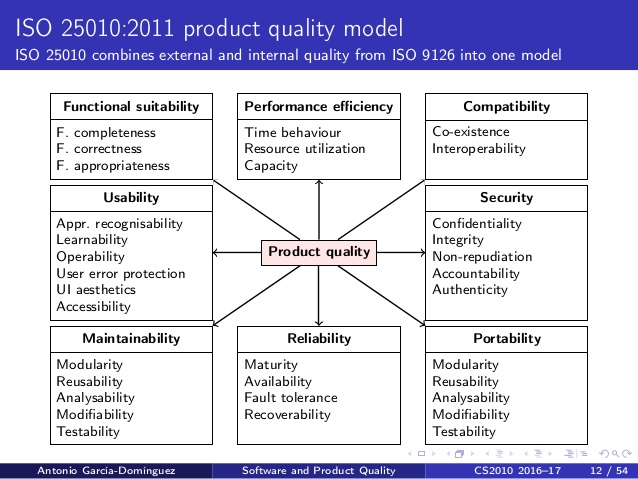 ISO 25010:2011 product quality model
ISO 25010 combines external and internal quality from ISO 9126 into one model
Functional suitability
F. completeness
F. correctness
F. appropriateness
Performance efficiency
Time behaviour
Resource utilization
Capacity
Compatibility
Co-existence
Interoperability
Usability
Appr. recognisability
Learnability
Operability
User error protection
UI aesthetics
Accessibility
Product quality
Security
Confidentiality
Integrity
Non-repudiation
Accountability
Authenticity
Maintainability
Modularity
Reusability
Analysability
Modifiability
Testability
Reliability
Maturity
Availability
Fault tolerance
Recoverability
Portability
Modularity
Reusability
Analysability
Modifiability
Testability
Antonio García-Domínguez
Software and Product Quality
CS2010 2016–17
12 / 54